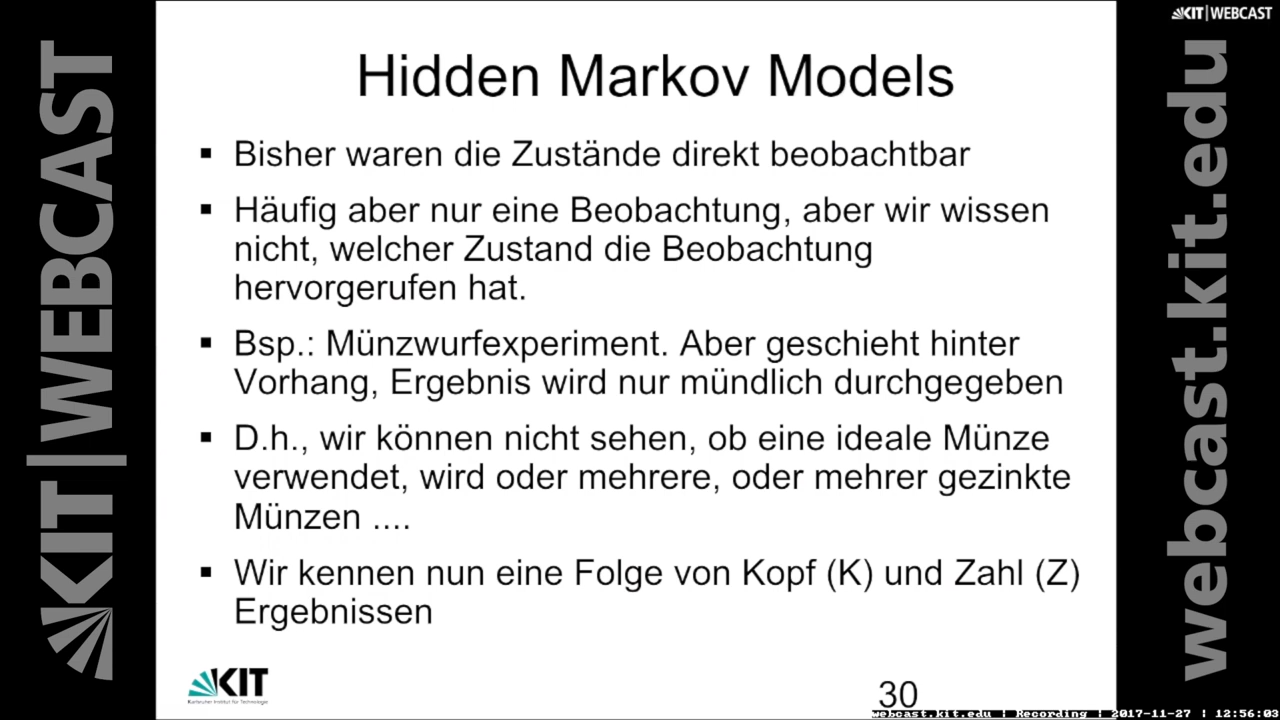 KIT | WEBCAST
Hidden Markov Models
▪ Bisher waren die Zustände direkt beobachtbar
▪ Häufig aber nur eine Beobachtung, aber wir wissen
nicht, welcher Zustand die Beobachtung
hervorgerufen hat.
▪ Bsp.: Münzwurfexperiment. Aber geschieht hinter
Vorhang, Ergebnis wird nur mündlich durchgegeben
▪ D.h., wir können nicht sehen, ob eine ideale Münze
verwendet, wird oder mehrere, oder mehrer gezinkte
Münzen ....
▪ Wir kennen nun eine Folge von Kopf (K) und Zahl (Z)
Ergebnissen
KIT
Karlsruher Institut für Technologie
30
webcast.kit.edu | Recording | 2017-11-27 | 12:56:03
KIT | WEBCAST
webcast.kit.edu